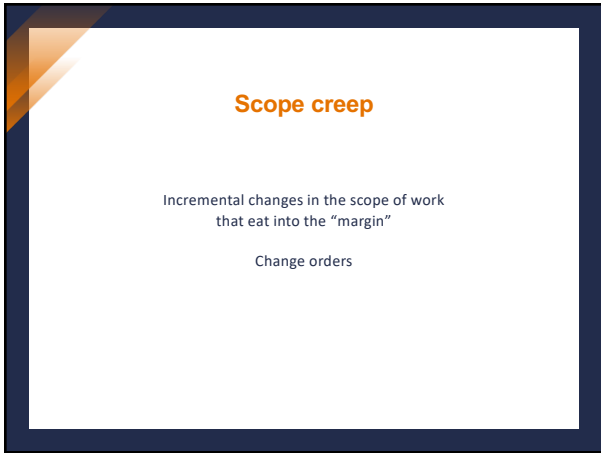 Scope creep
Incremental changes in the scope of work
that eat into the “margin”
Change orders